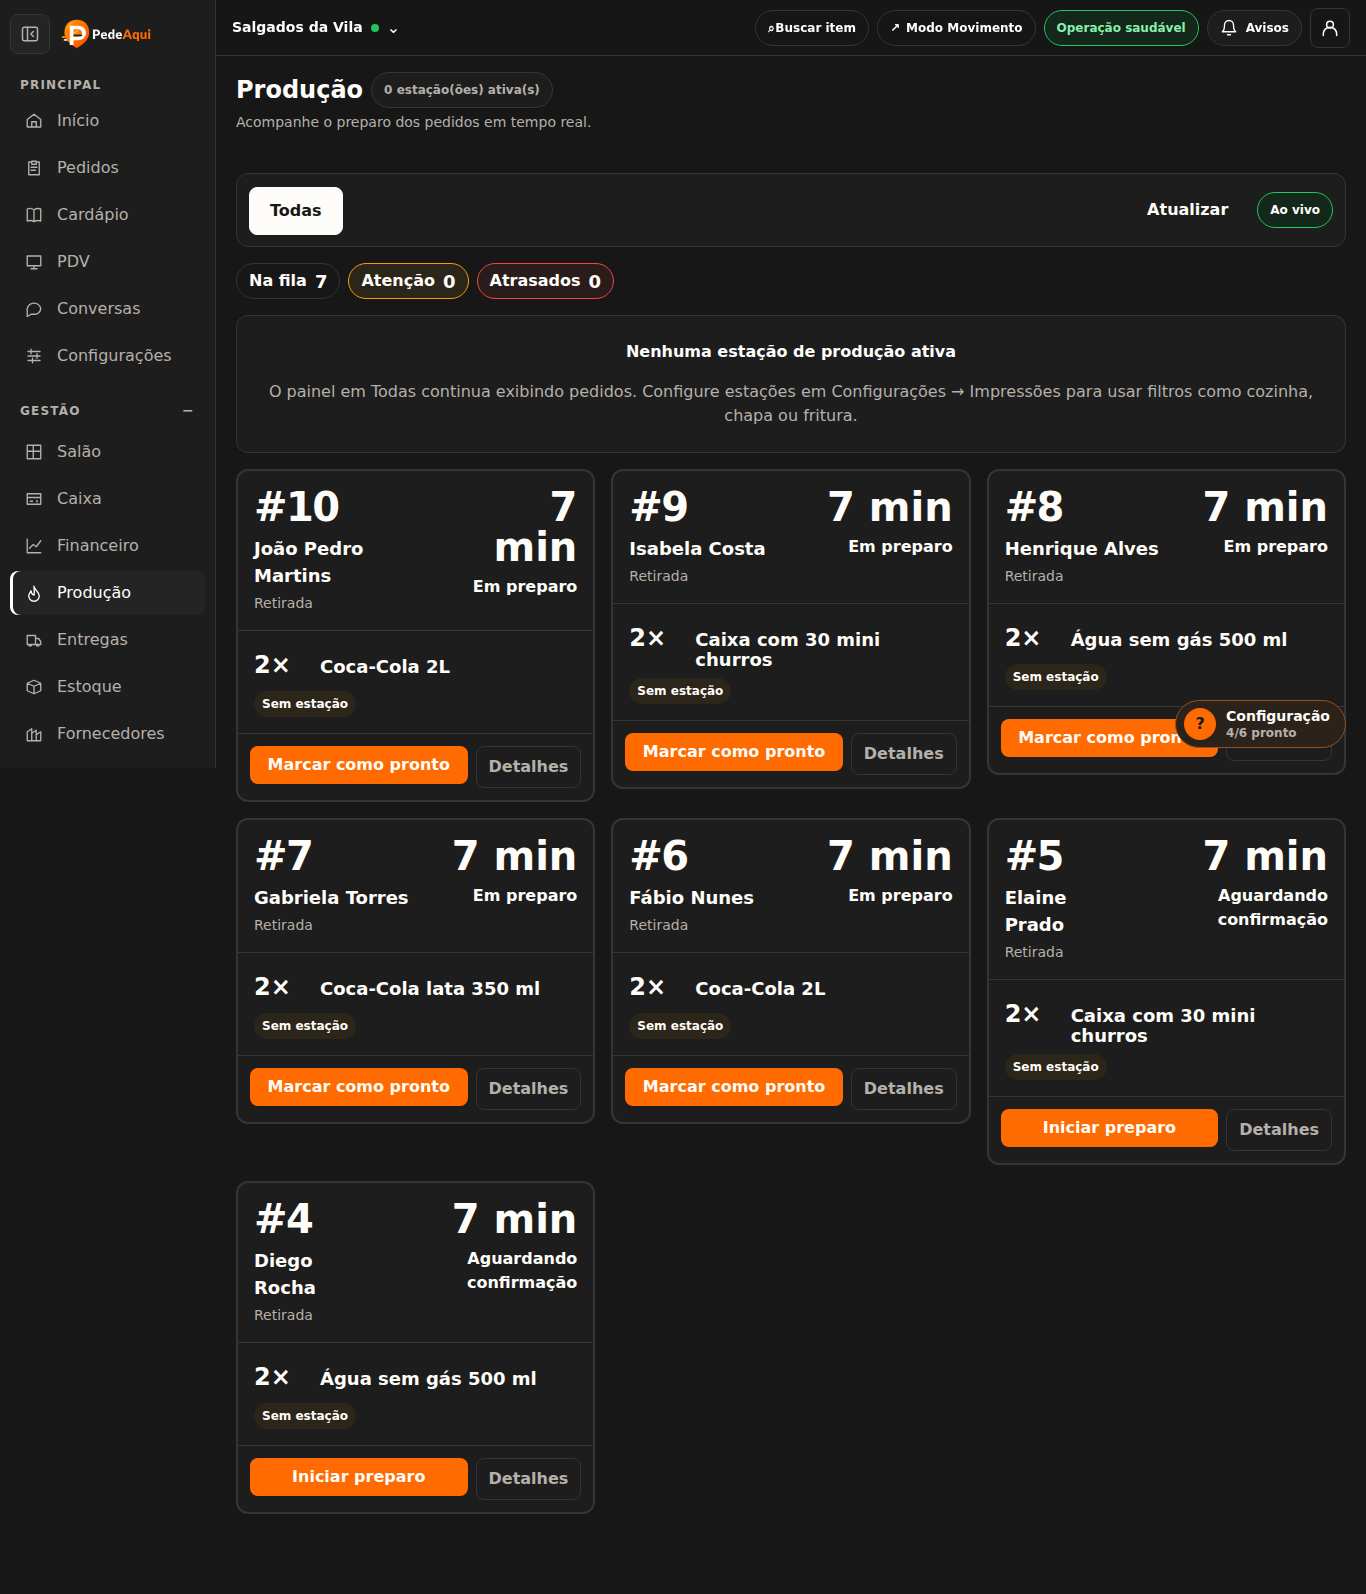 PedeAqui
PRINCIPAL
Início
Pedidos
Cardápio
PDV
Conversas
Configurações
GESTÃO
Salão
Caixa
Financeiro
Produção
Entregas
Estoque
Fornecedores
Salgados da Vila
Buscar item
↗ Modo Movimento
Operação saudável
Avisos
Produção
0 estação(ões) ativa(s)
Acompanhe o preparo dos pedidos em tempo real.
Todas
Atualizar
Ao vivo
Na fila 7
Atenção 0
Atrasados 0
Nenhuma estação de produção ativa
O painel em Todas continua exibindo pedidos. Configure estações em Configurações → Impressões para usar filtros como cozinha,
chapa ou fritura.
#10
7
min
João Pedro
Martins
Em preparo
Retirada
2× Coca-Cola 2L
Sem estação
Marcar como pronto
Detalhes
#9
7 min
Isabela Costa
Em preparo
Retirada
2× Caixa com 30 mini
churros
Sem estação
Marcar como pronto
Detalhes
#8
7 min
Henrique Alves
Em preparo
Retirada
2× Água sem gás 500 ml
Sem estação
Marcar como pron
?
Configuração
4/6 pronto
#7
7 min
Gabriela Torres
Em preparo
Retirada
2× Coca-Cola lata 350 ml
Sem estação
Marcar como pronto
Detalhes
#6
7 min
Fábio Nunes
Em preparo
Retirada
2× Coca-Cola 2L
Sem estação
Marcar como pronto
Detalhes
#5
7 min
Elaine
Prado
Aguardando
confirmação
Retirada
2× Caixa com 30 mini
churros
Sem estação
Iniciar preparo
Detalhes
#4
7 min
Diego
Rocha
Aguardando
confirmação
Retirada
2× Água sem gás 500 ml
Sem estação
Iniciar preparo
Detalhes